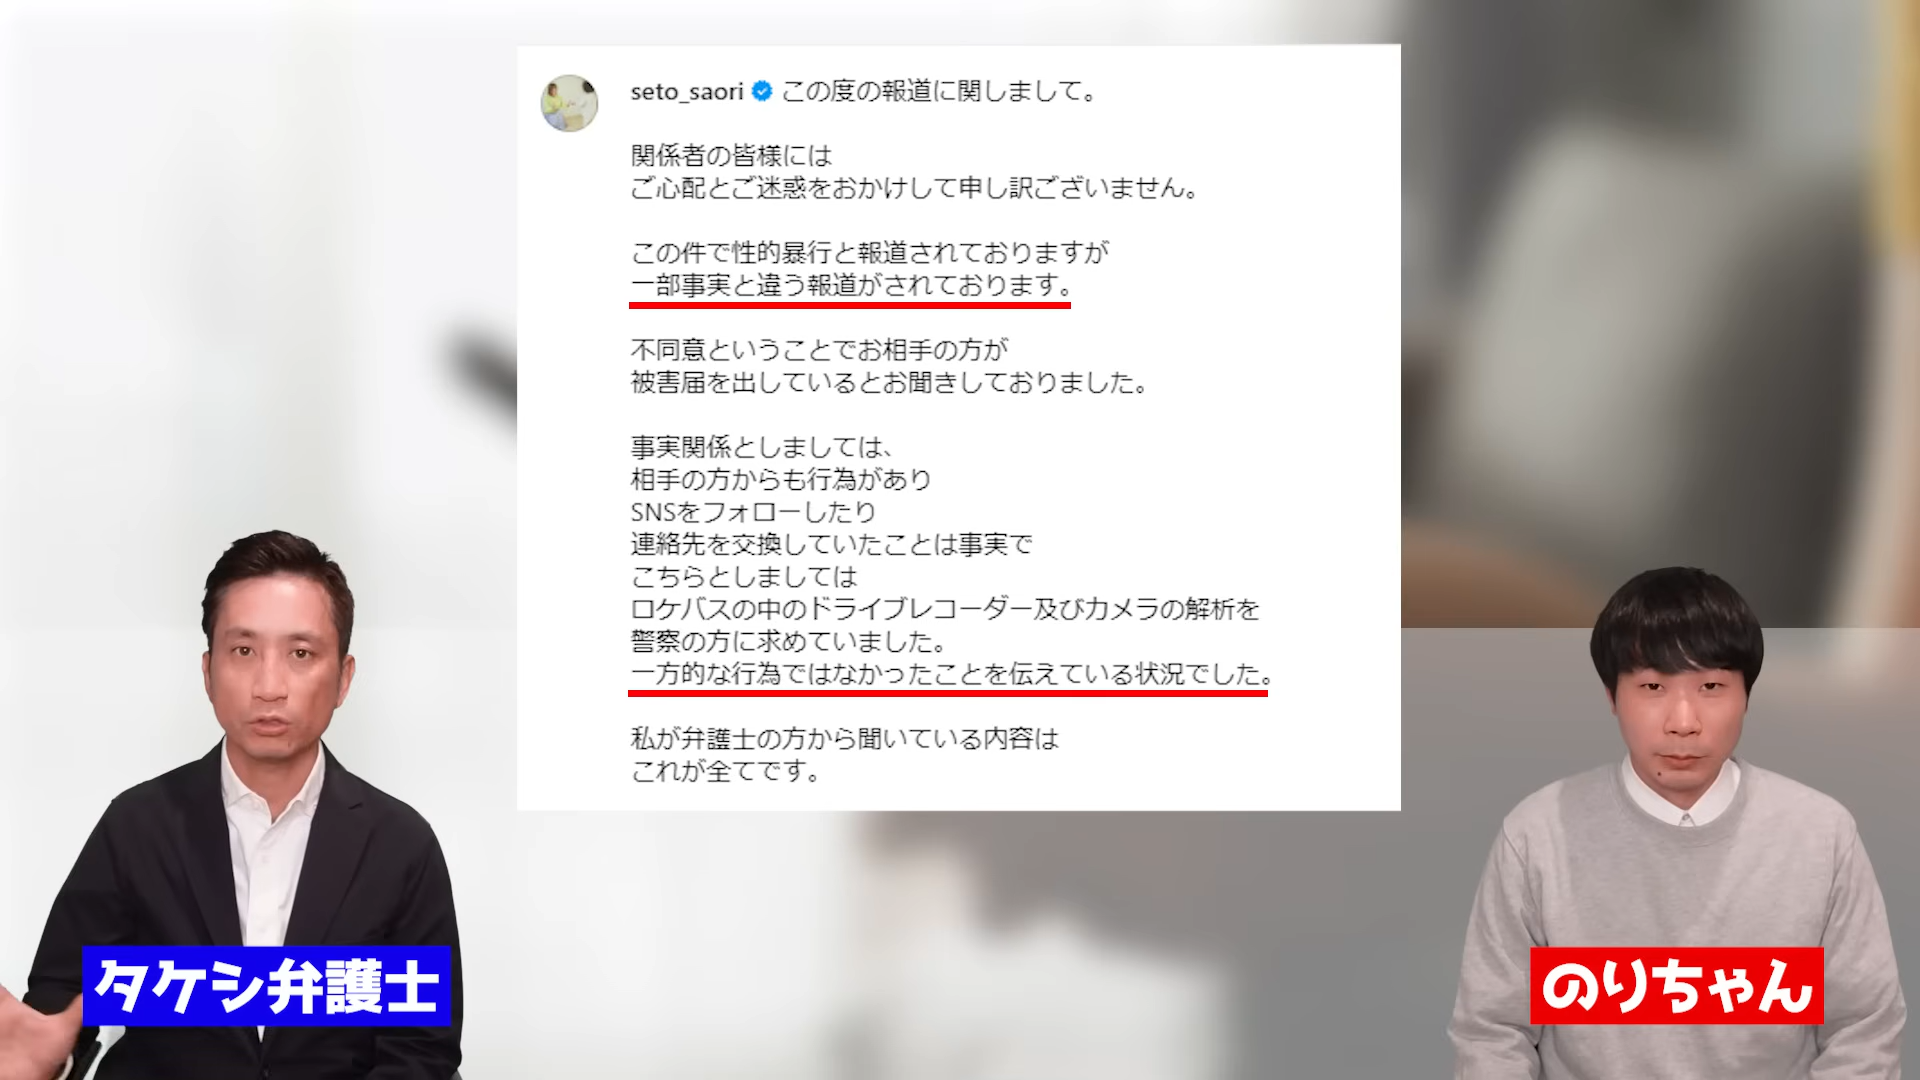 seto_saori この度の報道に関しまして。
関係者の皆様には
ご心配とご迷惑をおかけして申し訳ございません。
この件で性的暴行と報道されておりますが
一部事実と違う報道がされております。
不同意ということでお相手の方が
被害届を出しているとお聞きしておりました。
事実関係としましては、
相手の方からも行為があり
SNSをフォローしたり
連絡先を交換していたことは事実で
こちらとしましては
ロケバスの中のドライブレコーダー及びカメラの解析を
警察の方に求めていました。
一方的な行為ではなかったことを伝えている状況でした。
私が弁護士の方から聞いている内容は
これが全てです。
タケシ弁護士
のりちゃん